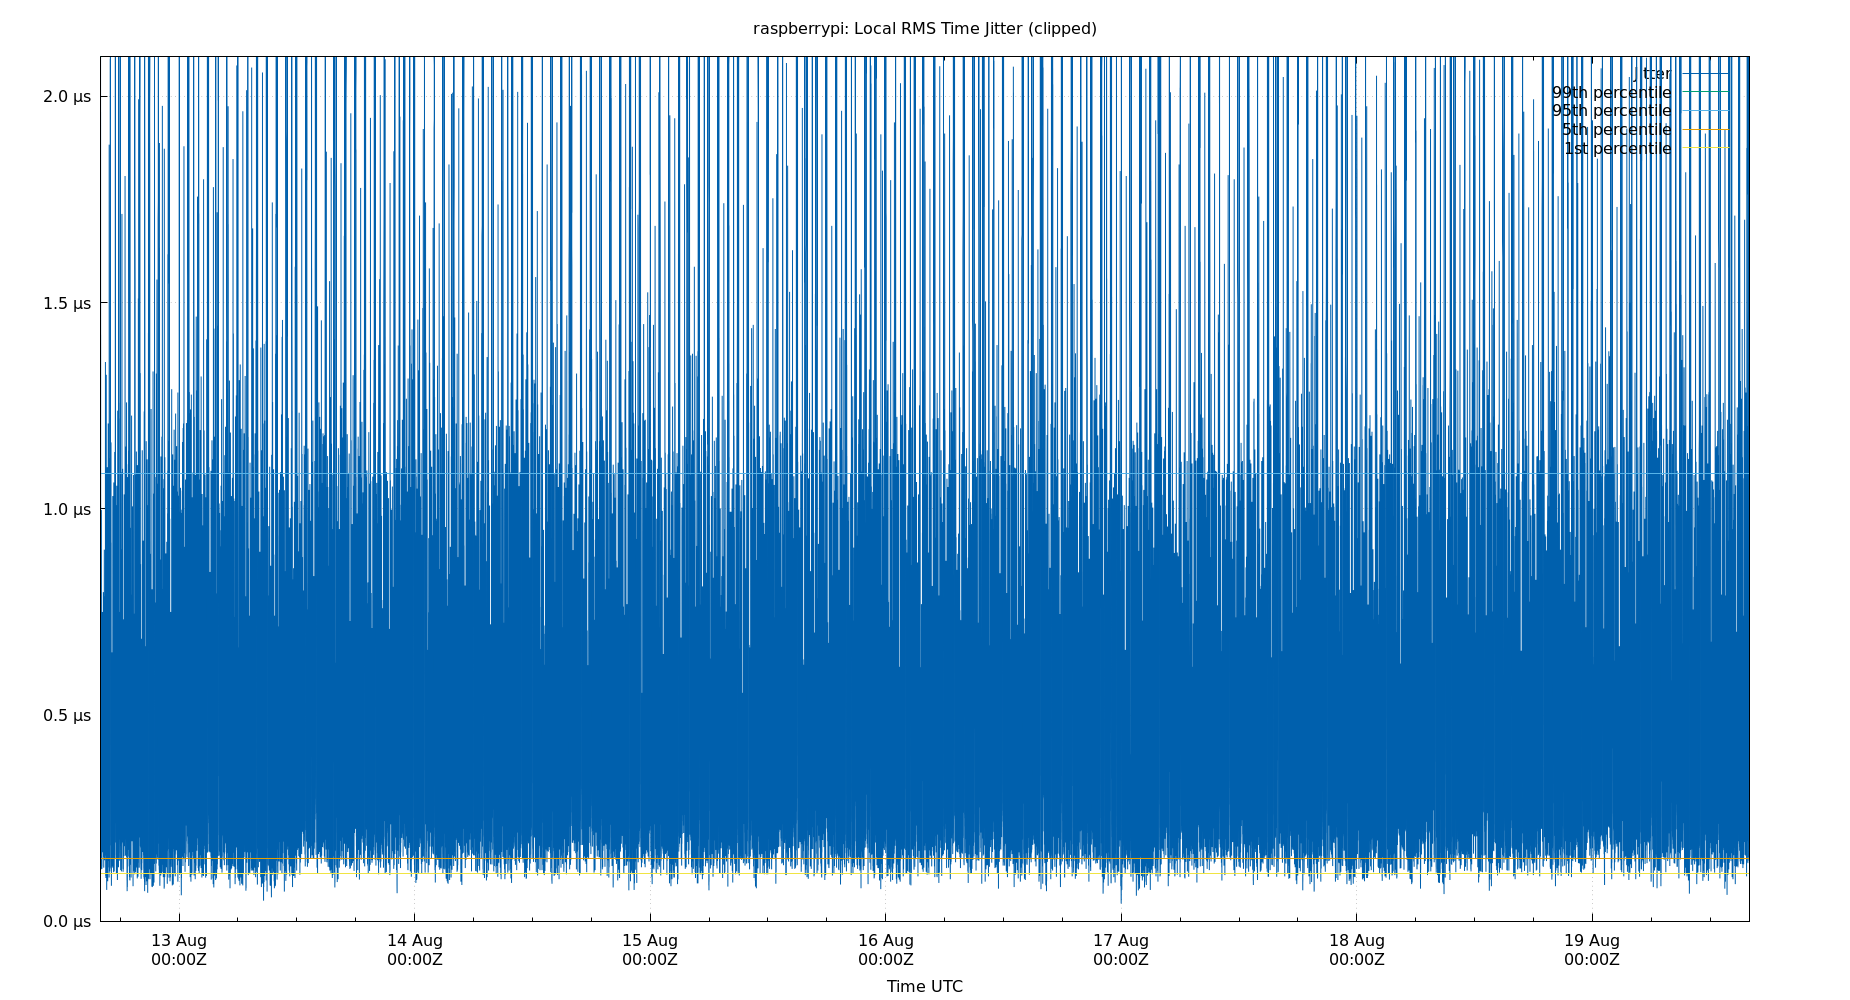 raspberrypi: Local RMS Time Jitter (clipped)
2.0 µs
1.5 µs
1.0 µs
0.5 µs
0.0 µs
Jitter
99th percentile
95th percentile
5th percentile
1st percentile
13 Aug
00:00Z
14 Aug
00:00Z
15 Aug
00:00Z
16 Aug
00:00Z
17 Aug
00:00Z
18 Aug
00:00Z
19 Aug
00:00Z
Time UTC